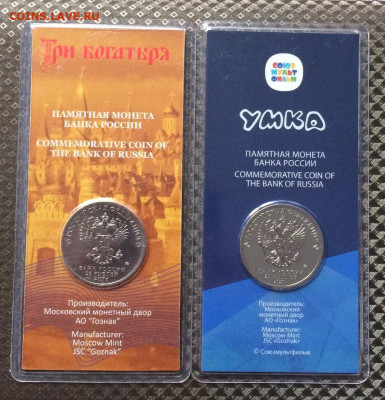 COINS.LAVE.RU
Три богатыря
ПАМЯТНАЯ МОНЕТА
БАНКА РОССИИ
COMMEMORATIVE COIN OF
THE BANK OF RUSSIA
Производитель:
Московский монетный двор
АО "Гознак"
Manufacturer:
Moscow Mint
JSC "Goznak"
СОЮЗ
МУЛЬТ
ФИЛЬМ
УМКА
ПАМЯТНАЯ МОНЕТА
БАНКА РОССИИ
COMMEMORATIVE COIN OF
THE BANK OF RUSSIA
Производитель:
Московский
монетный двор
АО «Гознак»
Manufacturer:
Moscow Mint
JSC «Goznak»
© Союзмультфильм